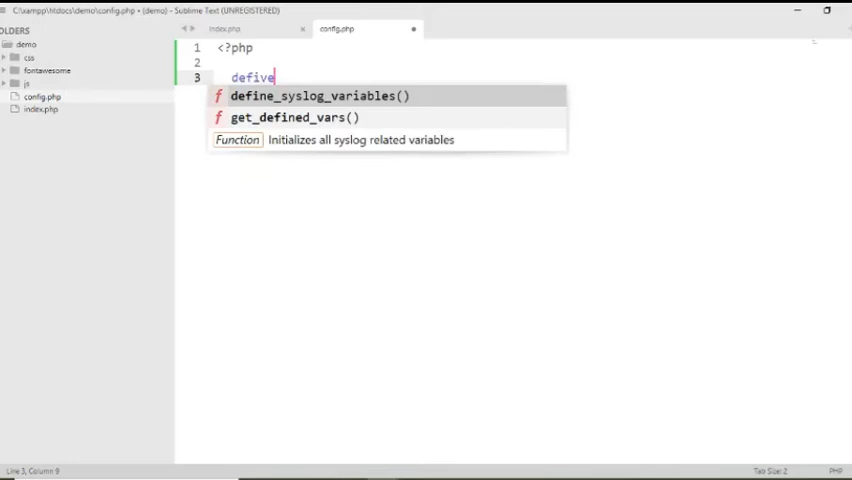 C:\xampp\htdocs\demo\config.php • (demo) - Sublime Text (UNREGISTERED)
OLDERS
demo
css
fontawesome
js
config.php
index.php
index.php ×
config.php
1 <?php
2
3 defive
f define_syslog_variables()
f get_defined_vars()
Function Initializes all syslog related variables
Line 3, Column 9
Tab Size: 2
PHP